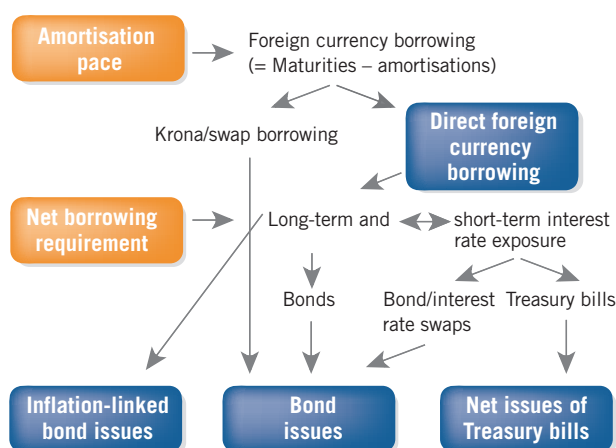 Amortisation
pace
Foreign currency borrowing
(= Maturities – amortisations)
Krona/swap borrowing
Direct foreign
currency
borrowing
Net borrowing
requirement
Long-term and
short-term interest
rate exposure
Bonds
Bond/interest
rate swaps
Treasury bills
Inflation-linked
bond issues
Bond
issues
Net issues of
Treasury bills